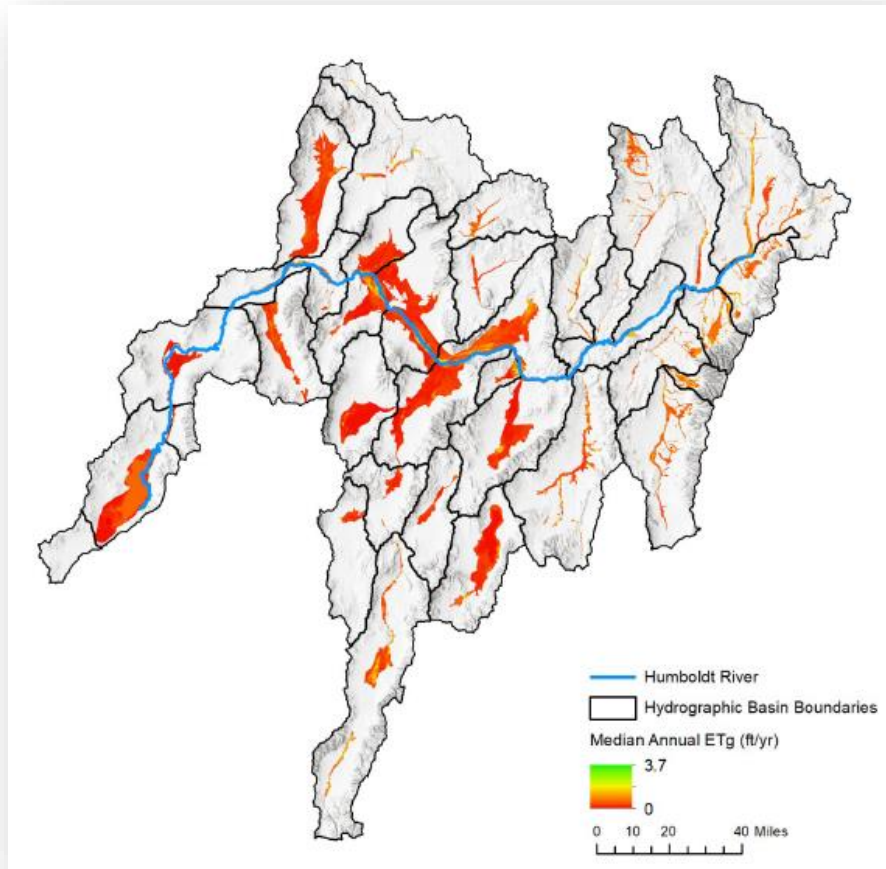 Humboldt River
Hydrographic Basin Boundaries
Median Annual ETg (ft/yr)
3.7
0
0 10 20 40 Miles